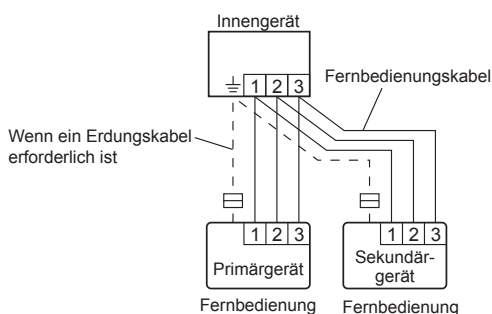 Innengerät
1 2 3
Fernbedienungskabel
Wenn ein Erdungskabel
erforderlich ist
1 2 3
Primärgerät
Fernbedienung
1 2 3
Sekundär-
gerät
Fernbedienung